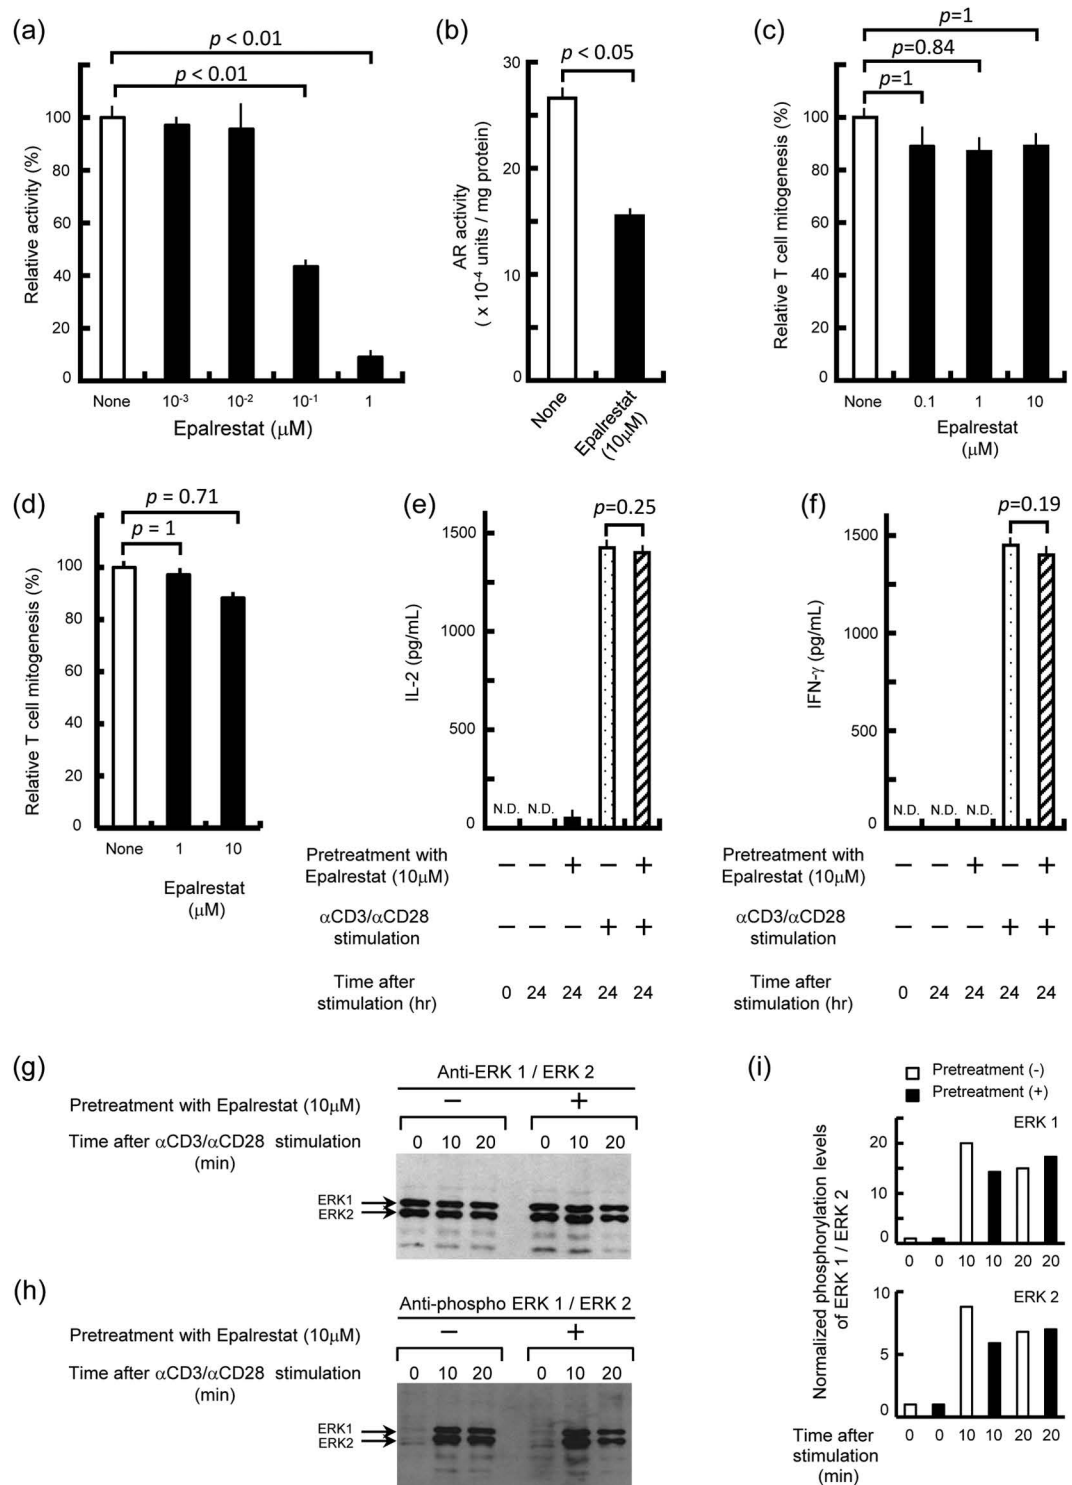 (a)
p < 0.01
p < 0.01
Relative activity (%)
100
80
60
40
20
0
None 10-3 10-2 10-1 1
Epalrestat (μM)
(b)
p < 0.05
AR activity
( x 10-4 units / mg protein)
30
20
10
0
None
Epalrestat
(10μM)
(c)
p=1
p=0.84
p=1
Relative T cell mitogenesis (%)
100
80
60
40
20
0
None 0.1 1 10
Epalrestat
(μM)
(d)
p = 0.71
p = 1
Relative T cell mitogenesis (%)
100
80
60
40
20
0
None 1 10
Epalrestat
(μM)
(e)
p=0.25
IL-2 (pg/mL)
1500
1000
500
0
N.D. N.D.
Pretreatment with
Epalrestat (10μM)
− − + − +
αCD3/αCD28
stimulation
− − − + +
Time after
stimulation (hr)
0 24 24 24 24
(f)
p=0.19
IFN-γ (pg/mL)
1500
1000
500
0
N.D. N.D. N.D.
Pretreatment with
Epalrestat (10μM)
− − + − +
αCD3/αCD28
stimulation
− − − + +
Time after
stimulation (hr)
0 24 24 24 24
(g)
Anti-ERK 1 / ERK 2
Pretreatment with Epalrestat (10μM) − +
Time after αCD3/αCD28 stimulation 0 10 20 0 10 20
(min)
ERK1
ERK2
(h)
Anti-phospho ERK 1 / ERK 2
Pretreatment with Epalrestat (10μM) − +
Time after αCD3/αCD28 stimulation 0 10 20 0 10 20
(min)
ERK1
ERK2
(i)
Pretreatment (-)
Pretreatment (+)
Normalized phosphorylation levels
of ERK 1 / ERK 2
ERK 1
20
10
0
0 0 10 10 20 20
ERK 2
10
5
0
Time after
stimulation
(min)
0 0 10 10 20 20